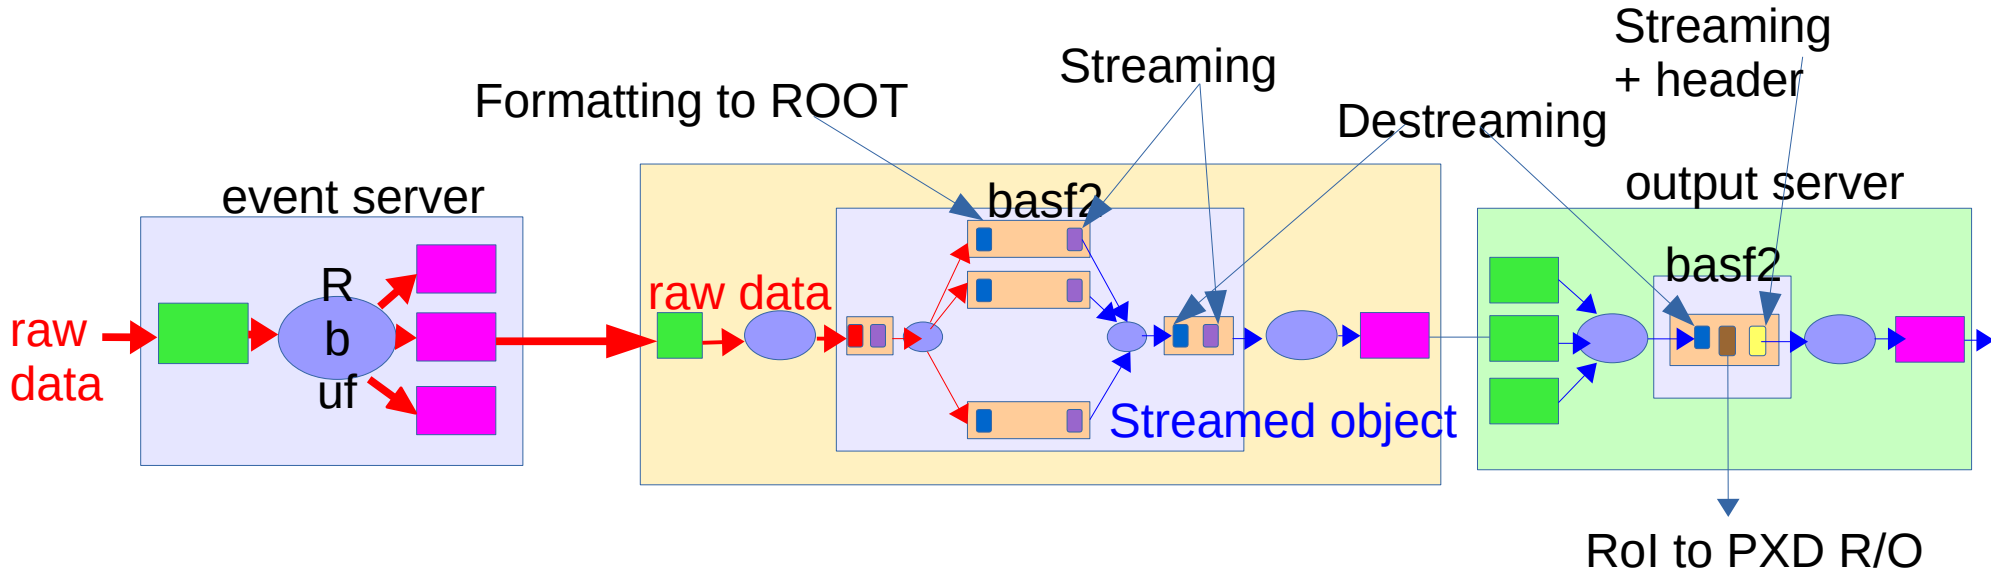 Streaming
+ header
Streaming
Formatting to ROOT
Destreaming
event server
basf2
output server
R
b
uf
raw data
basf2
raw
data
Streamed object
RoI to PXD R/O